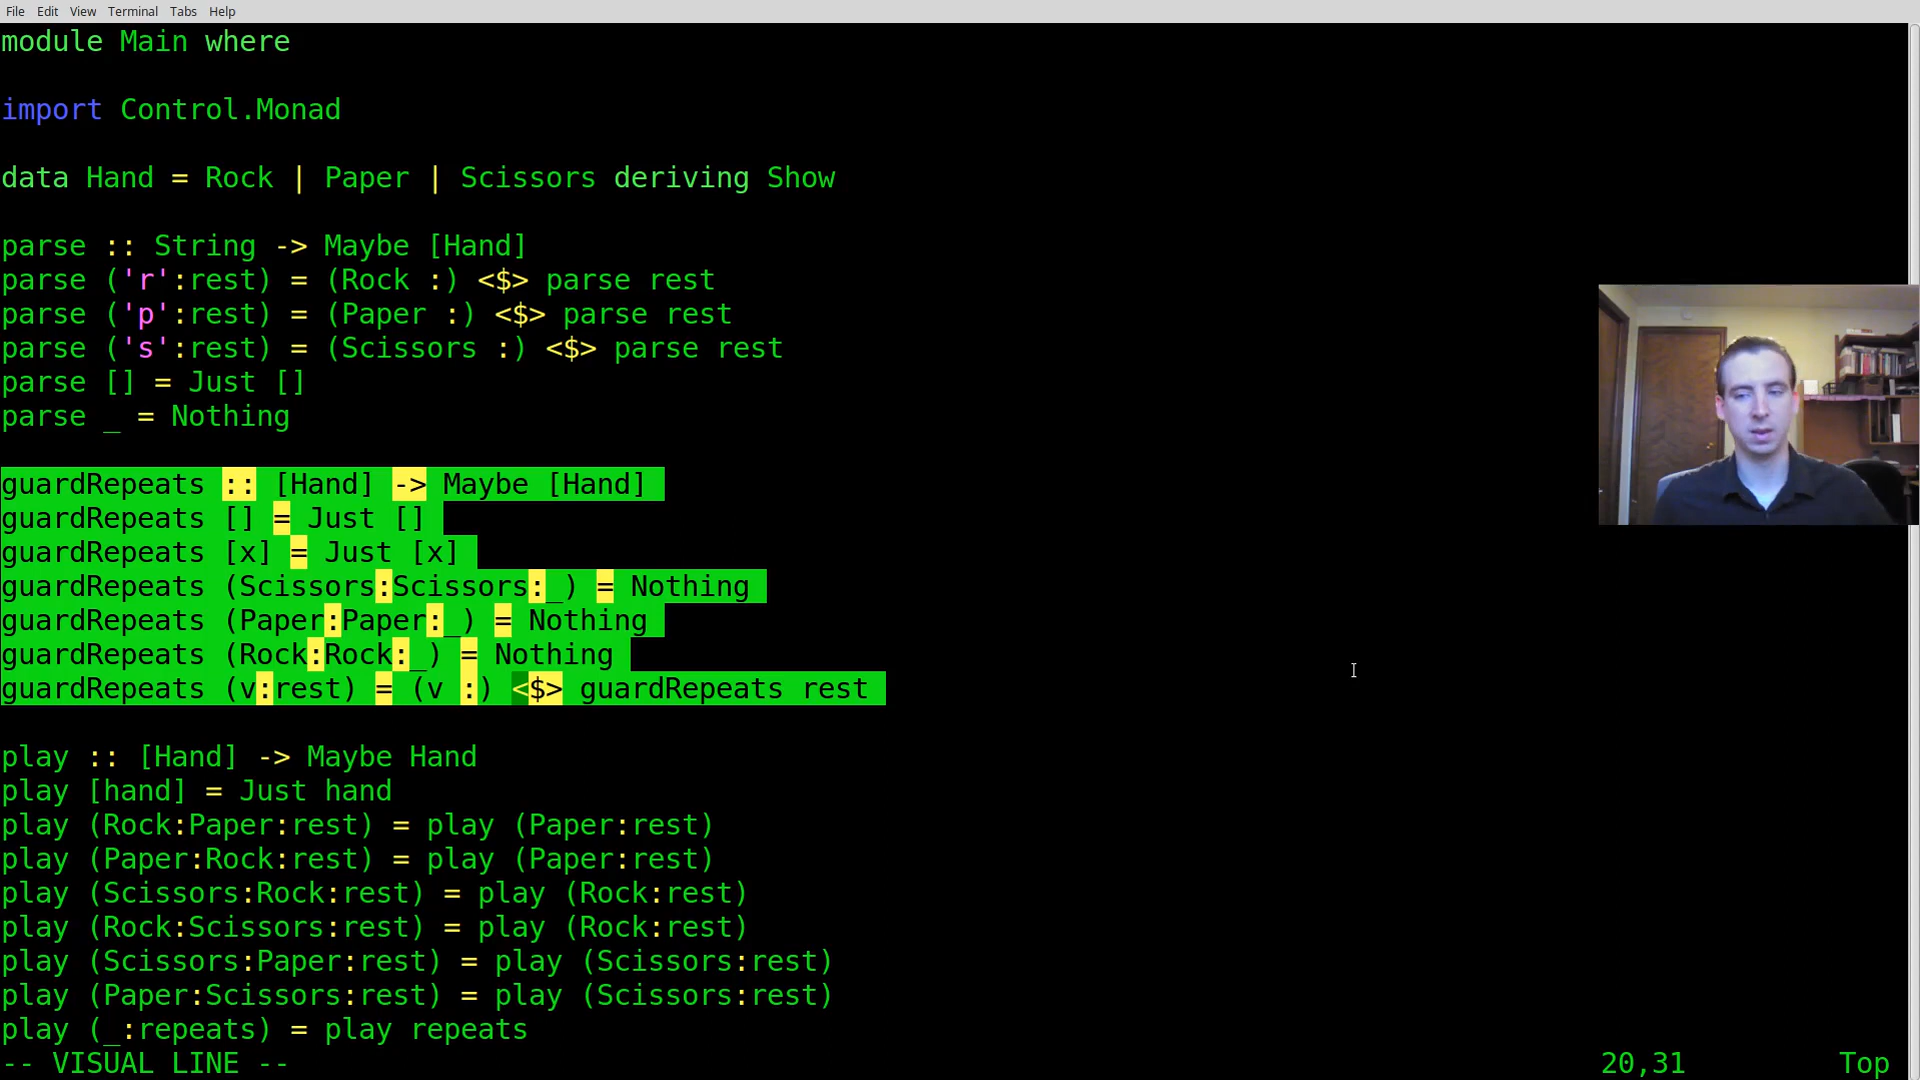 File Edit View Terminal Tabs Help
module Main where
import Control.Monad
data Hand = Rock | Paper | Scissors deriving Show
parse :: String -> Maybe [Hand]
parse ('r':rest) = (Rock :) <$> parse rest
parse ('p':rest) = (Paper :) <$> parse rest
parse ('s':rest) = (Scissors :) <$> parse rest
parse [] = Just []
parse _ = Nothing
guardRepeats :: [Hand] -> Maybe [Hand]
guardRepeats [] = Just []
guardRepeats [x] = Just [x]
guardRepeats (Scissors:Scissors:_) = Nothing
guardRepeats (Paper:Paper:_) = Nothing
guardRepeats (Rock:Rock:_) = Nothing
guardRepeats (v:rest) = (v :) <$> guardRepeats rest
play :: [Hand] -> Maybe Hand
play [hand] = Just hand
play (Rock:Paper:rest) = play (Paper:rest)
play (Paper:Rock:rest) = play (Paper:rest)
play (Scissors:Rock:rest) = play (Rock:rest)
play (Rock:Scissors:rest) = play (Rock:rest)
play (Scissors:Paper:rest) = play (Scissors:rest)
play (Paper:Scissors:rest) = play (Scissors:rest)
play (_:repeats) = play repeats
-- VISUAL LINE -- 20,31 Top